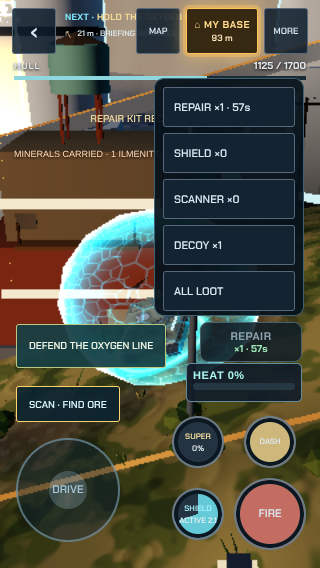 NEXT · HOLD THE OXYGE
21 m · BRIEFING
MAP
⌂ MY BASE
93 m
MORE
HULL
1125 / 1700
REPAIR KIT RE
MINERALS CARRIED · 1 ILMENIT
REPAIR ×1 · 57s
SHIELD ×0
SCANNER ×0
DECOY ×1
ALL LOOT
DEFEND THE OXYGEN LINE
REPAIR
×1 · 57s
HEAT 0%
SCAN · FIND ORE
SUPER
0%
DASH
DRIVE
SHIELD
ACTIVE 2.1
FIRE